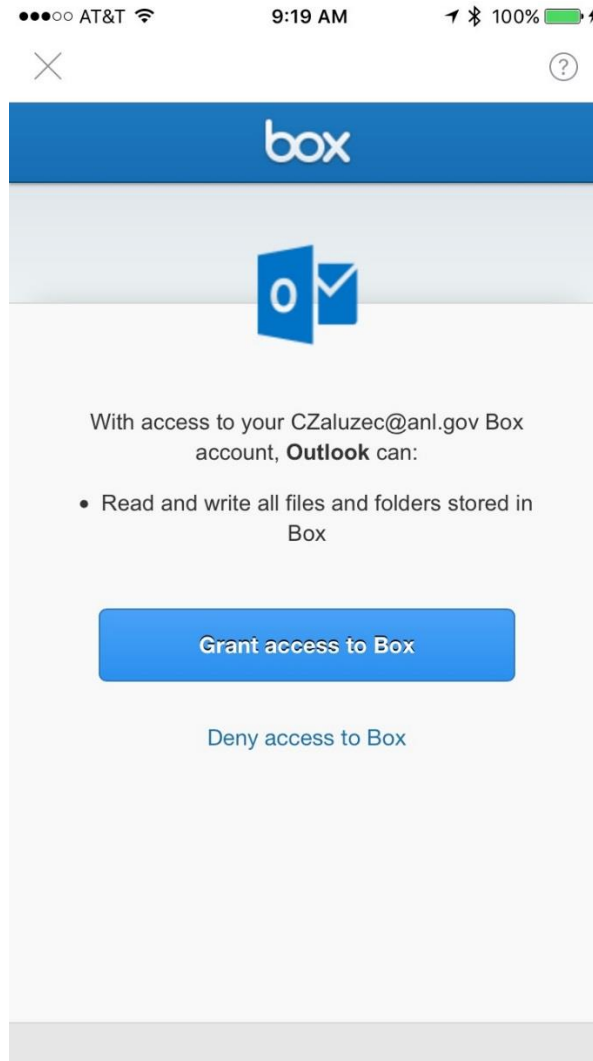 AT&T 9:19 AM 100%
?
box
O
With access to your CZaluzec@anl.gov Box
account, Outlook can:
• Read and write all files and folders stored in
Box
Grant access to Box
Deny access to Box